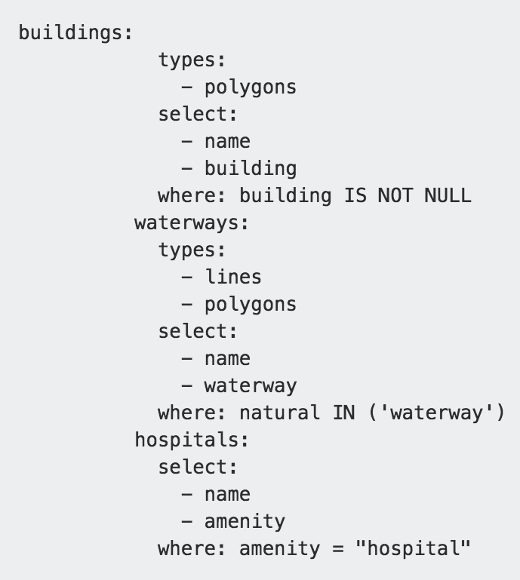 buildings:
            types:
              - polygons
            select:
              - name
              - building
            where: building IS NOT NULL
          waterways:
            types:
              - lines
              - polygons
            select:
              - name
              - waterway
            where: natural IN ('waterway')
          hospitals:
            select:
              - name
              - amenity
            where: amenity = "hospital"